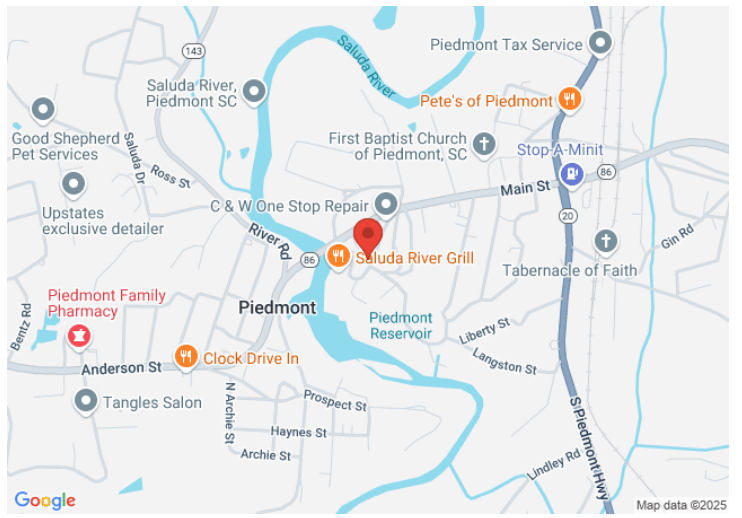 Piedmont Tax Service
143
Saluda River
Saluda River,
Piedmont SC
Pete's of Piedmont
Good Shepherd
Pet Services
Saluda Dr
Ross St
First Baptist Church
of Piedmont, SC
Stop-A-Minit
86
Main St
Upstates
exclusive detailer
C & W One Stop Repair
20
River Rd
Gin Rd
86
Saluda River Grill
Tabernacle of Faith
Piedmont Family
Pharmacy
Piedmont
Bentz Rd
Piedmont
Reservoir
Liberty St
Clock Drive In
Langston St
Anderson St
N Archie St
Prospect St
Tangles Salon
S Piedmont Hwy
Haynes St
Archie St
Lindley Rd
Google
Map data ©2025